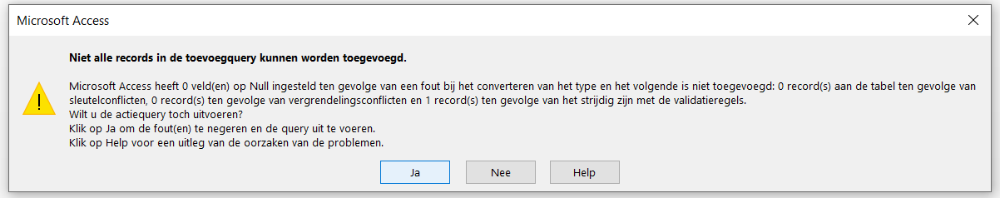 Microsoft Access
Niet alle records in de toevoegquery kunnen worden toegevoegd.
Microsoft Access heeft 0 veld(en) op Null ingesteld ten gevolge van een fout bij het converteren van het type en het volgende is niet toegevoegd: 0 record(s) aan de tabel ten gevolge van
sleutelconflicten, 0 record(s) ten gevolge van vergrendelingsconflicten en 1 record(s) ten gevolge van het strijdig zijn met de validatieregels.
Wilt u de actiequery toch uitvoeren?
Klik op Ja om de fout(en) te negeren en de query uit te voeren.
Klik op Help voor een uitleg van de oorzaken van de problemen.
Ja Nee Help